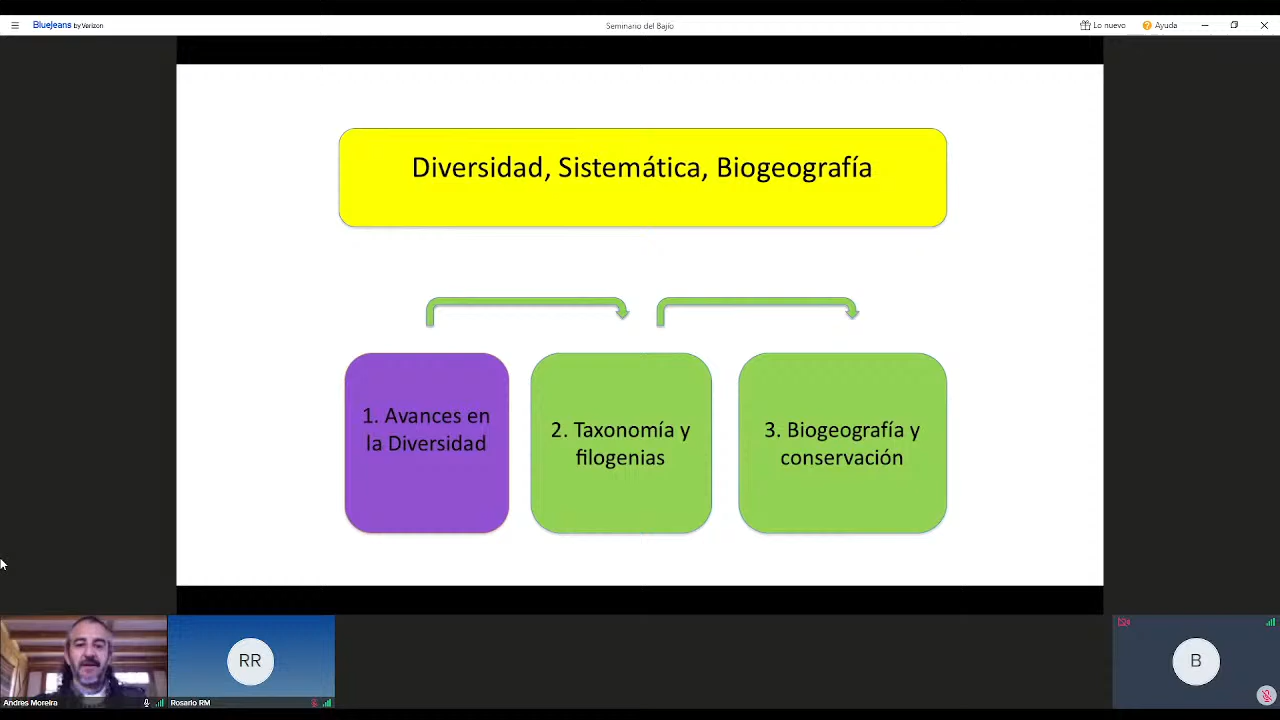 BlueJeans by Verizon
Seminario del Bajío
Lo nuevo
Ayuda
Diversidad, Sistemática, Biogeografía
1. Avances en
la Diversidad
2. Taxonomía y
filogenias
3. Biogeografía y
conservación
Andres Moreira
RR
Rosario RM
B